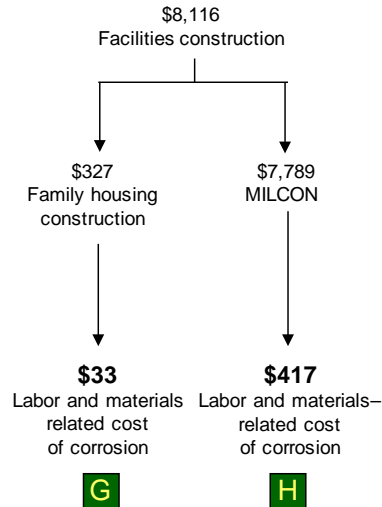 $8,116
Facilities construction
$327
Family housing
construction
$7,789
MILCON
$33
Labor and materials
related cost
of corrosion
G
$417
Labor and materials–
related cost
of corrosion
H